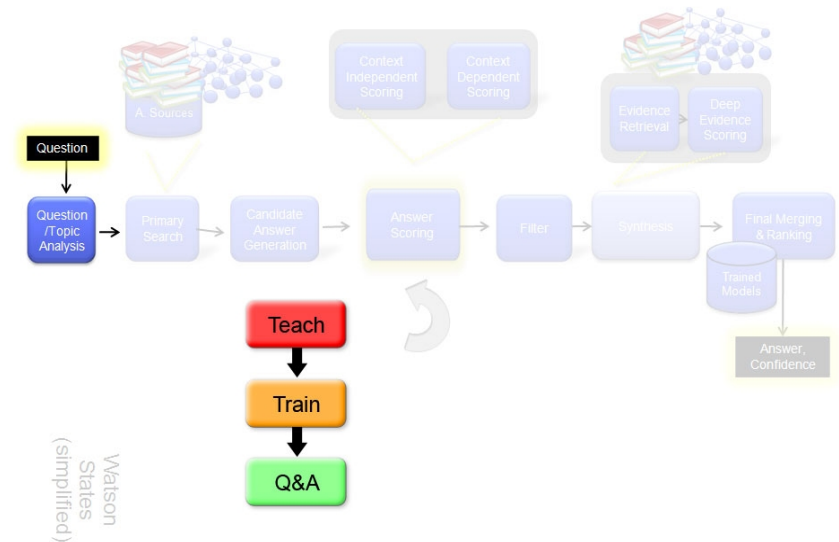 Context
Independent
Scoring
Context
Dependent
Scoring
A. Sources
Evidence
Retrieval
Deep
Evidence
Scoring
Question
Question
/Topic
Analysis
Primary
Search
Candidate
Answer
Generation
Answer
Scoring
Filter
Synthesis
Final Merging
& Ranking
Trained
Models
Answer,
Confidence
Teach
Train
Q&A
Watson
States
(simplified)